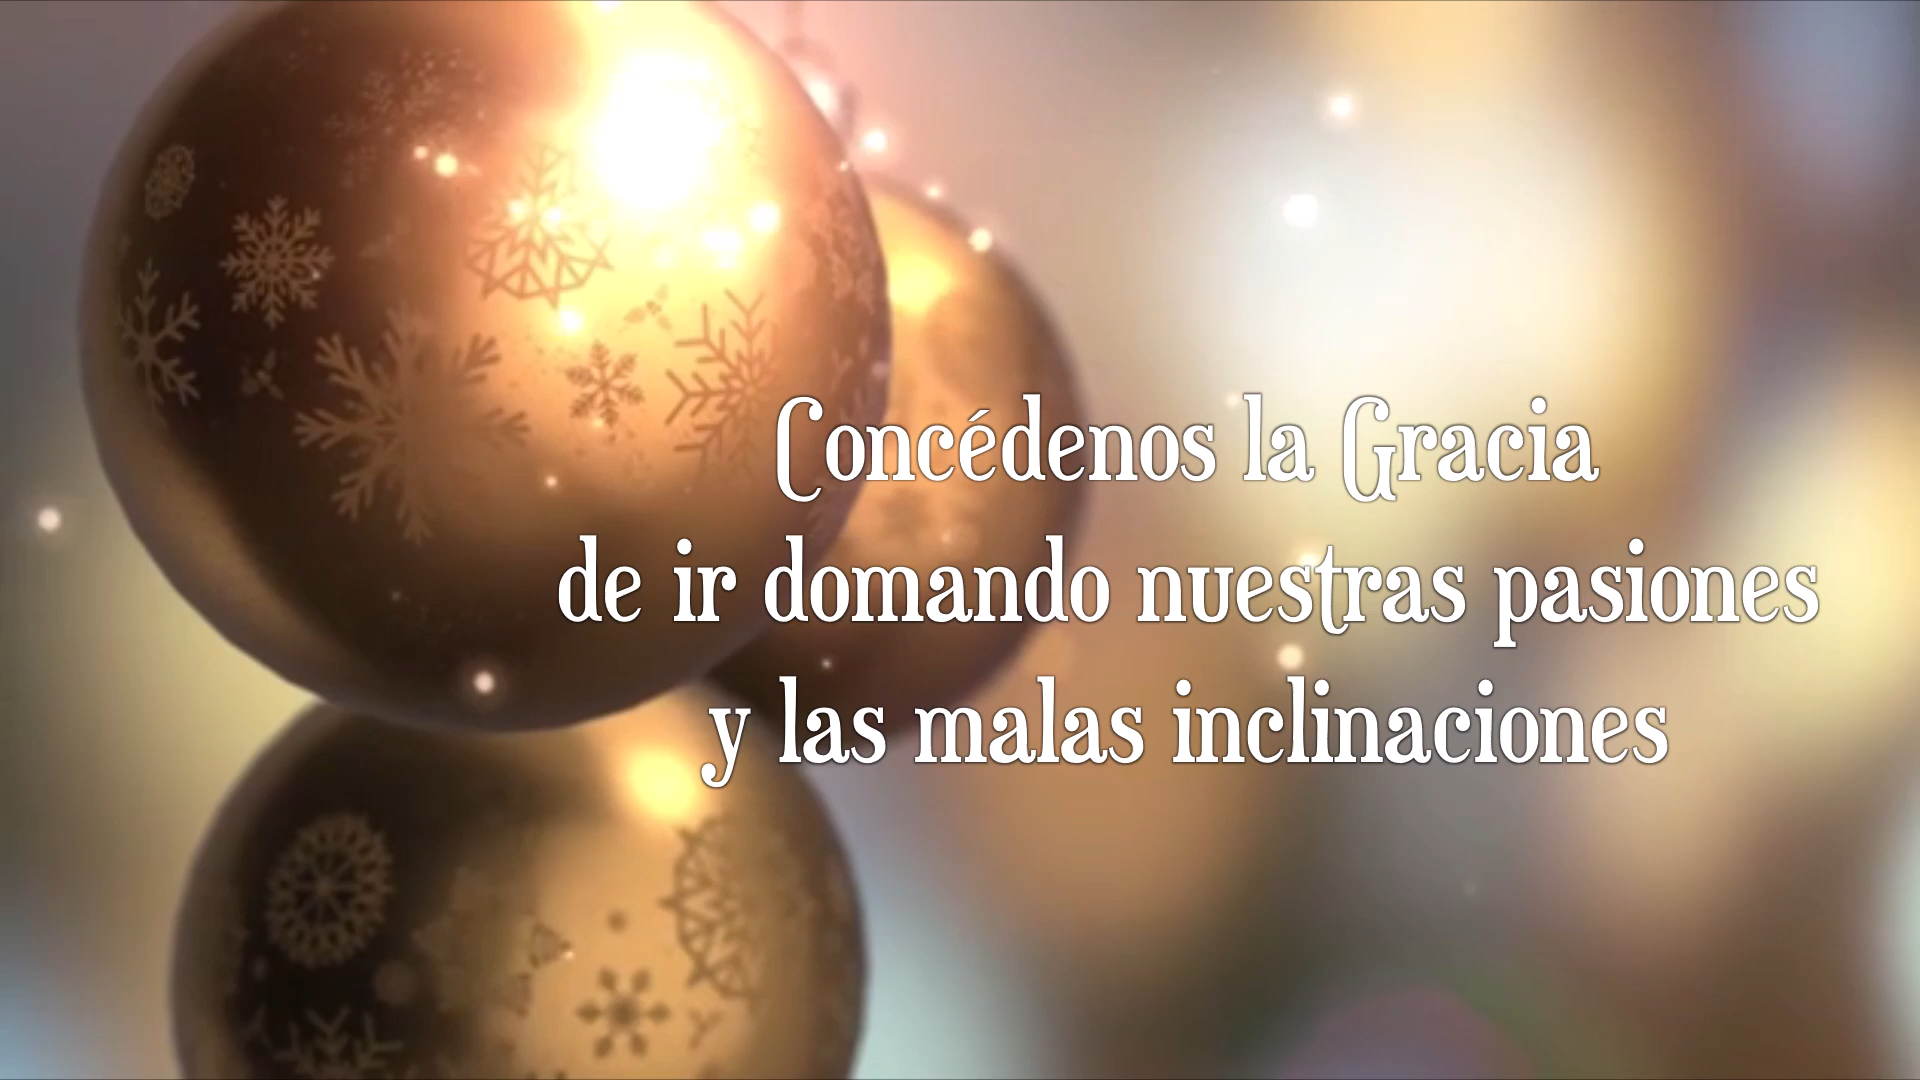 Concédenos la Gracia
de ir domando nuestras pasiones
y las malas inclinaciones